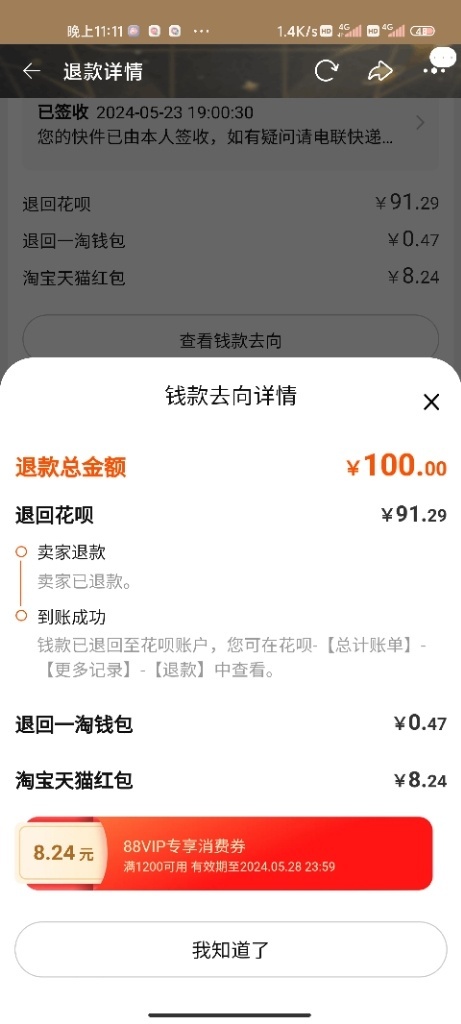 晚上11:11 ··· 1.4K/s HD 4G HD 4G 48
退款详情
已签收 2024-05-23 19:00:30
您的快件已由本人签收，如有疑问请电联快递...
退回花呗 ¥91.29
退回一淘钱包 ¥0.47
淘宝天猫红包 ¥8.24
查看钱款去向
钱款去向详情
退款总金额 ¥100.00
退回花呗 ¥91.29
卖家退款
卖家已退款。
到账成功
钱款已退回至花呗账户，您可在花呗-【总计账单】-
【更多记录】-【退款】中查看。
退回一淘钱包 ¥0.47
淘宝天猫红包 ¥8.24
8.24 元 88VIP专享消费券
满1200可用 有效期至2024.05.28 23:59
我知道了